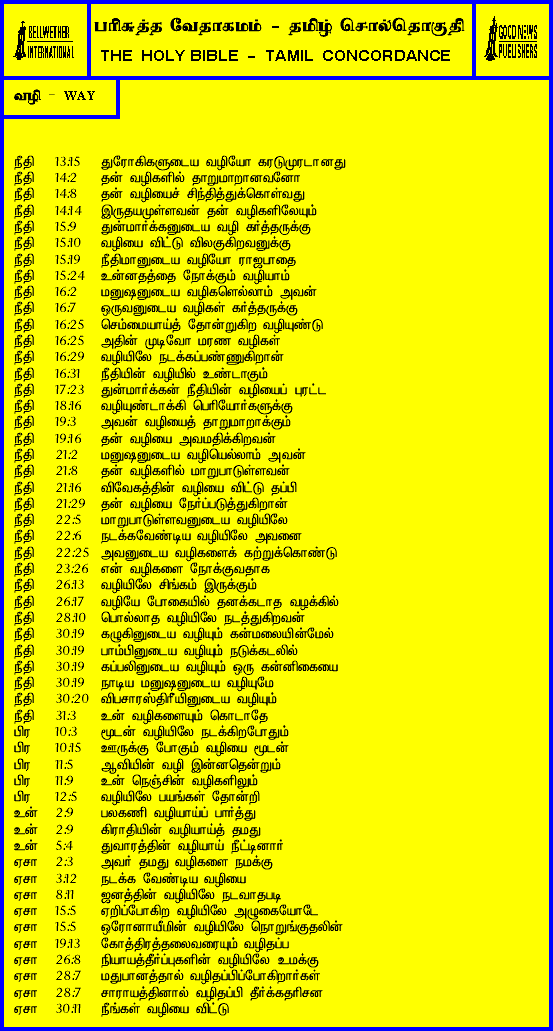 BELLWETHER
INTERNATIONAL
பரிசுத்த வேதாகமம் - தமிழ் சொல்தொகுதி
THE HOLY BIBLE - TAMIL CONCORDANCE
GOOD NEWS
PUBLISHERS
வழி - WAY
நீதி 13:15 துரோகிகளுடைய வழியோ கரடுமுரடானது
நீதி 14:2 தன் வழிகளில் தாறுமாறானவனோ
நீதி 14:8 தன் வழியைச் சிந்தித்துக்கொள்வது
நீதி 14:14 இருதயமுள்ளவன் தன் வழிகளிலேயும்
நீதி 15:9 துன்மார்க்கனுடைய வழி கர்த்தருக்கு
நீதி 15:10 வழியை விட்டு விலகுகிறவனுக்கு
நீதி 15:19 நீதிமானுடைய வழியோ ராஜபாதை
நீதி 15:24 உன்னதத்தை நோக்கும் வழியாம்
நீதி 16:2 மனுஷனுடைய வழிகளெல்லாம் அவன்
நீதி 16:7 ஒருவனுடைய வழிகள் கர்த்தருக்கு
நீதி 16:25 செம்மையாய்த் தோன்றுகிற வழியுண்டு
நீதி 16:25 அதின் முடிவோ மரண வழிகள்
நீதி 16:29 வழியிலே நடக்கப்பண்ணுகிறான்
நீதி 16:31 நீதியின் வழியில் உண்டாகும்
நீதி 17:23 துன்மார்க்கன் நீதியின் வழியைப் புரட்ட
நீதி 18:16 வழியுண்டாக்கி பெரியோர்களுக்கு
நீதி 19:3 அவன் வழியைத் தாறுமாறாக்கும்
நீதி 19:16 தன் வழியை அவமதிக்கிறவன்
நீதி 21:2 மனுஷனுடைய வழியெல்லாம் அவன்
நீதி 21:8 தன் வழிகளில் மாறுபாடுள்ளவன்
நீதி 21:16 விவேகத்தின் வழியை விட்டு தப்பி
நீதி 21:29 தன் வழியை நேர்ப்படுத்துகிறான்
நீதி 22:5 மாறுபாடுள்ளவனுடைய வழியிலே
நீதி 22:6 நடக்கவேண்டிய வழியிலே அவனை
நீதி 22:25 அவனுடைய வழிகளைக் கற்றுக்கொண்டு
நீதி 23:26 என் வழிகளை நோக்குவதாக
நீதி 26:13 வழியிலே சிங்கம் இருக்கும்
நீதி 26:17 வழியே போகையில் தனக்கடாத வழக்கில்
நீதி 28:10 பொல்லாத வழியிலே நடத்துகிறவன்
நீதி 30:19 கழுகினுடைய வழியும் கன்மலையின்மேல்
நீதி 30:19 பாம்பினுடைய வழியும் நடுக்கடலில்
நீதி 30:19 கப்பலினுடைய வழியும் ஒரு கன்னிகையை
நீதி 30:19 நாடிய மனுஷனுடைய வழியுமே
நீதி 30:20 விபசாரஸ்திரீயினுடைய வழியும்
நீதி 31:3 உன் வழிகளையும் கொடாதே
பிர 10:3 மூடன் வழியிலே நடக்கிறபோதும்
பிர 10:15 ஊருக்கு போகும் வழியை மூடன்
பிர 11:5 ஆவியின் வழி இன்னதென்றும்
பிர 11:9 உன் நெஞ்சின் வழிகளிலும்
பிர 12:5 வழியிலே பயங்கள் தோன்றி
உன் 2:9 பலகணி வழியாய்ப் பார்த்து
உன் 2:9 கிராதியின் வழியாய்த் தமது
உன் 5:4 துவாரத்தின் வழியாய் நீட்டினார்
ஏசா 2:3 அவர் தமது வழிகளை நமக்கு
ஏசா 3:12 நடக்க வேண்டிய வழியை
ஏசா 8:11 ஜனத்தின் வழியிலே நடவாதபடி
ஏசா 15:5 ஏறிப்போகிற வழியிலே அழுகையோடே
ஏசா 15:5 ஒரோனாயீமின் வழியிலே நொறுங்குதலின்
ஏசா 19:13 கோத்திரத்தலைவரையும் வழிதப்ப
ஏசா 26:8 நியாயத்தீர்ப்புகளின் வழியிலே உமக்கு
ஏசா 28:7 மதுபானத்தால் வழிதப்பிப்போகிறார்கள்
ஏசா 28:7 சாராயத்தினால் வழிதப்பி தீர்க்கதரிசன
ஏசா 30:11 நீங்கள் வழியை விட்டு